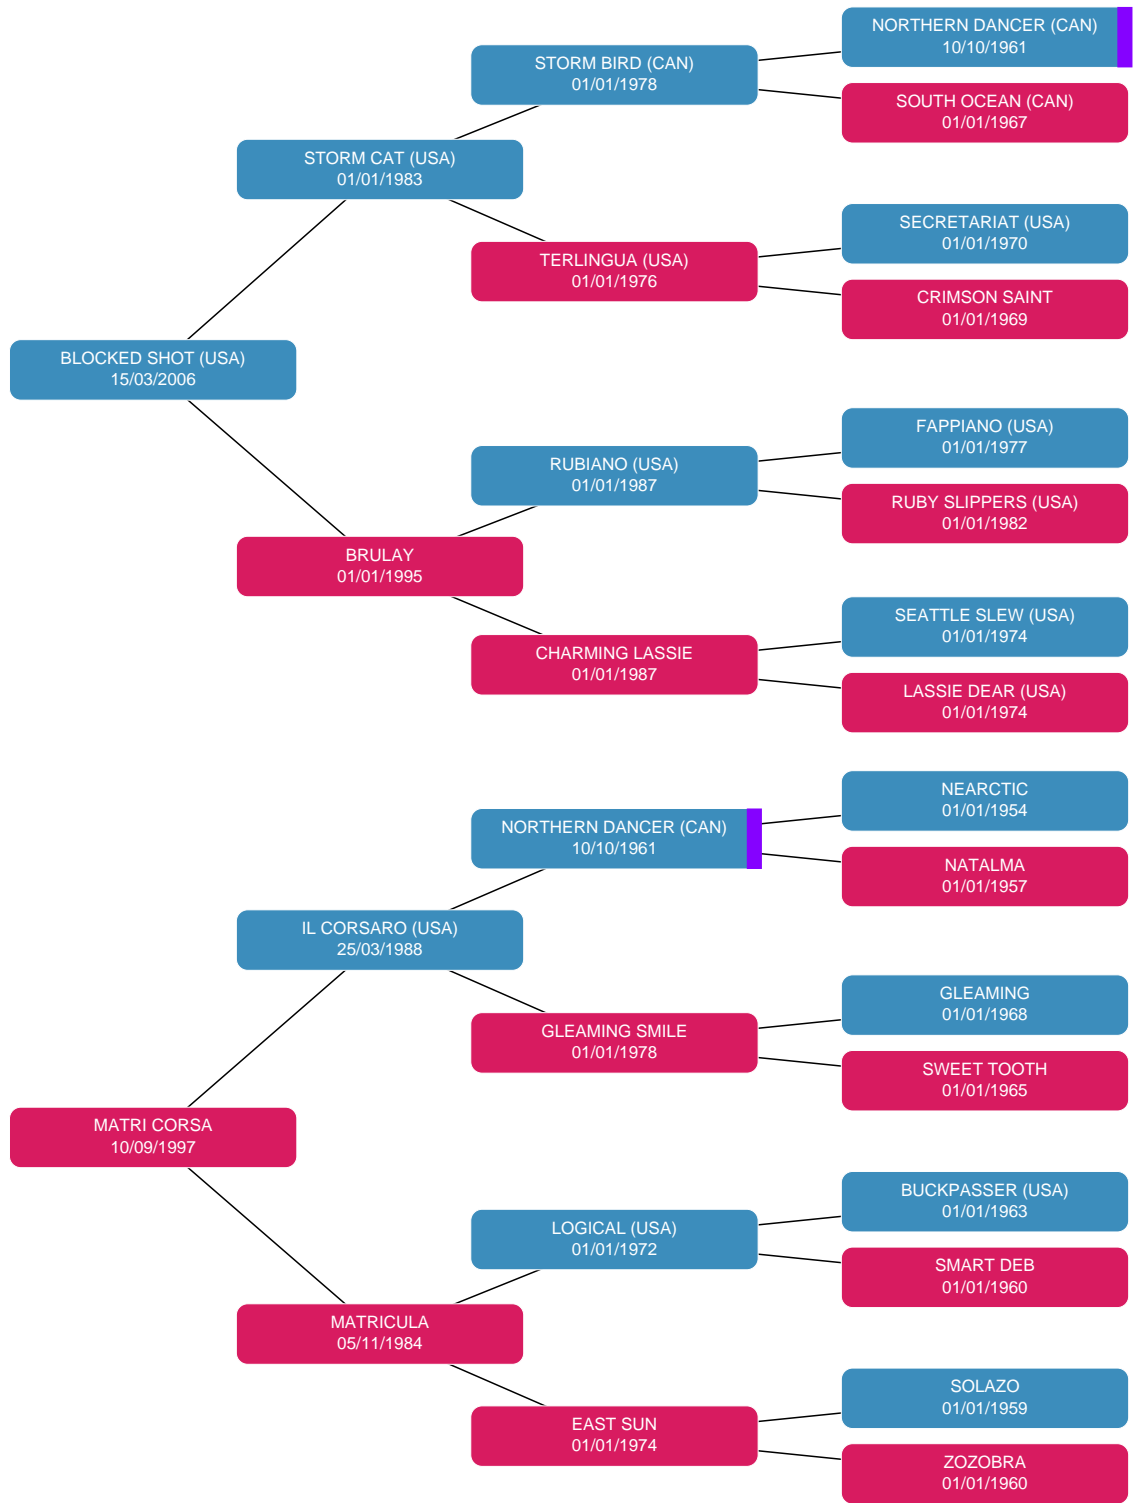 NORTHERN DANCER (CAN)
10/10/1961
STORM BIRD (CAN)
01/01/1978
SOUTH OCEAN (CAN)
01/01/1967
STORM CAT (USA)
01/01/1983
SECRETARIAT (USA)
01/01/1970
TERLINGUA (USA)
01/01/1976
CRIMSON SAINT
01/01/1969
BLOCKED SHOT (USA)
15/03/2006
FAPPIANO (USA)
01/01/1977
RUBIANO (USA)
01/01/1987
RUBY SLIPPERS (USA)
01/01/1982
BRULAY
01/01/1995
SEATTLE SLEW (USA)
01/01/1974
CHARMING LASSIE
01/01/1987
LASSIE DEAR (USA)
01/01/1974
NEARCTIC
01/01/1954
NORTHERN DANCER (CAN)
10/10/1961
NATALMA
01/01/1957
IL CORSARO (USA)
25/03/1988
GLEAMING
01/01/1968
GLEAMING SMILE
01/01/1978
SWEET TOOTH
01/01/1965
MATRI CORSA
10/09/1997
BUCKPASSER (USA)
01/01/1963
LOGICAL (USA)
01/01/1972
SMART DEB
01/01/1960
MATRICULA
05/11/1984
SOLAZO
01/01/1959
EAST SUN
01/01/1974
ZOZOBRA
01/01/1960